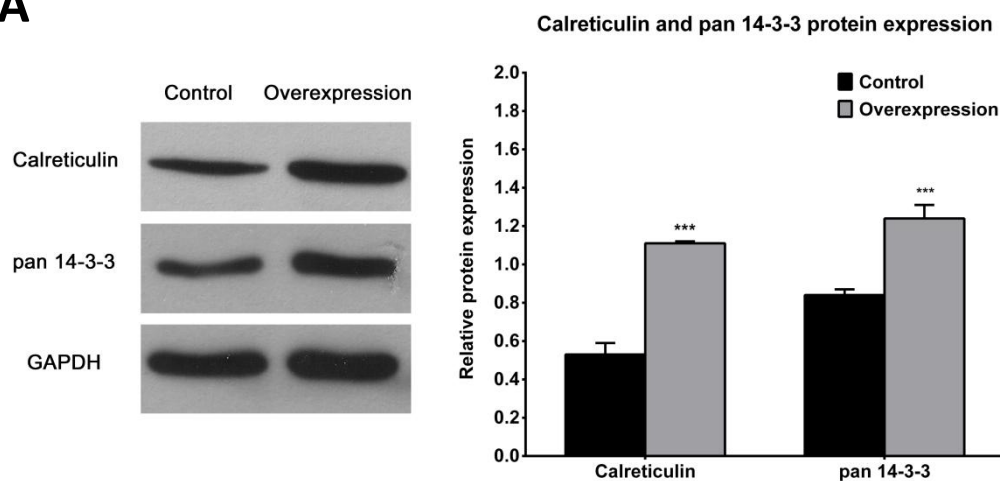 A
Control Overexpression
Calreticulin
pan 14-3-3
GAPDH
Calreticulin and pan 14-3-3 protein expression
Control
Overexpression
Relative protein expression
2.0
1.8
1.6
1.4
1.2
1.0
0.8
0.6
0.4
0.2
0.0
***
***
Calreticulin pan 14-3-3